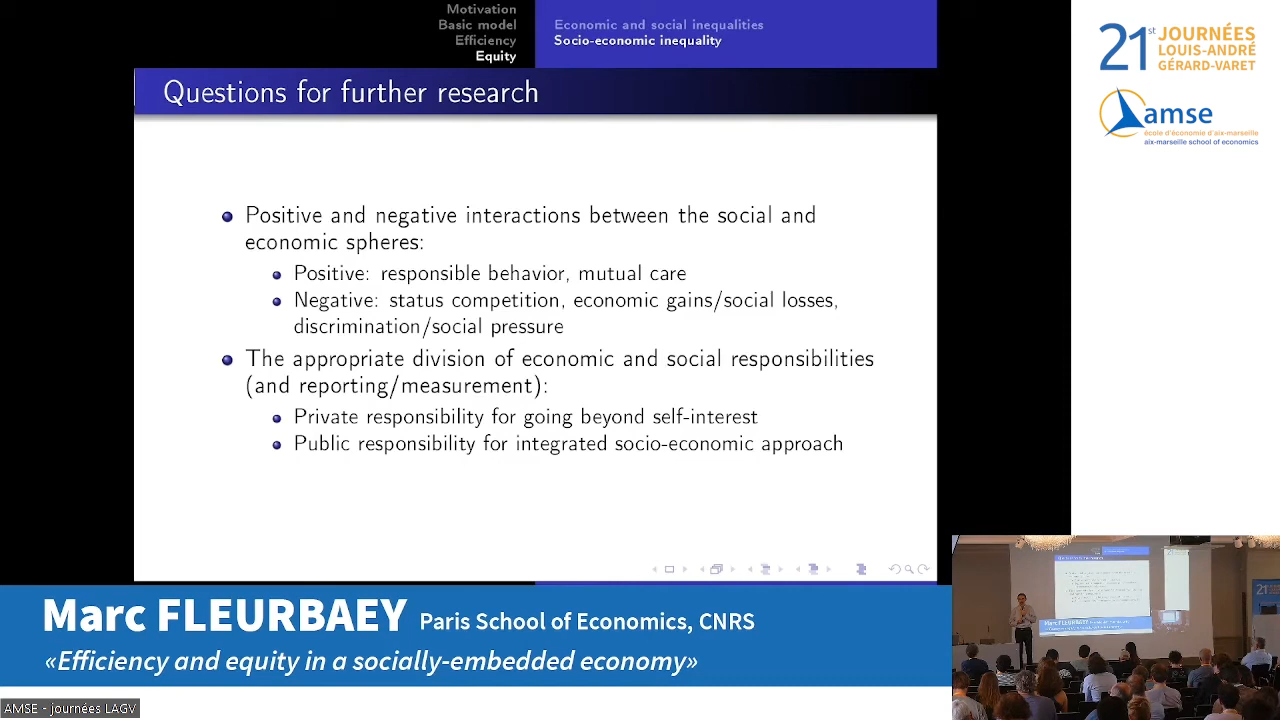 Motivation
Basic model
Efficiency
Equity
Economic and social inequalities
Socio-economic inequality
Questions for further research
Positive and negative interactions between the social and
economic spheres:
Positive: responsible behavior, mutual care
Negative: status competition, economic gains/social losses,
discrimination/social pressure
The appropriate division of economic and social responsibilities
(and reporting/measurement):
Private responsibility for going beyond self-interest
Public responsibility for integrated socio-economic approach
21st JOURNÉES
LOUIS-ANDRÉ
GÉRARD-VARET
amse
école d'économie d'aix-marseille
aix-marseille school of economics
Marc FLEURBAEY Paris School of Economics, CNRS
«Efficiency and equity in a socially-embedded economy»
AMSE - journées LAGV
Marc FLEURBAEY
21